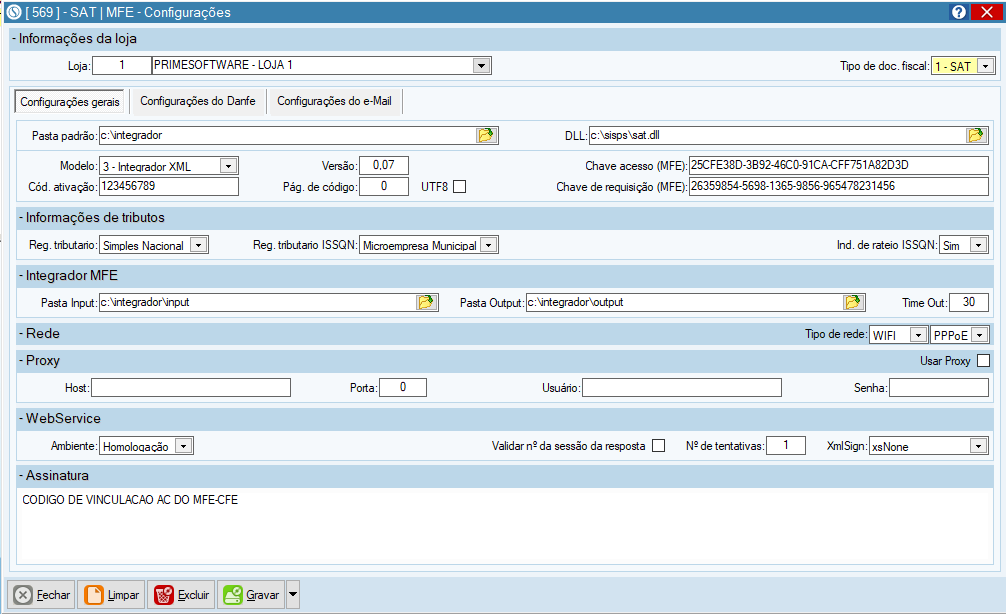 [ 569 ] - SAT | MFE - Configurações
- Informações da loja
Loja: 1 PRIMESOFTWARE - LOJA 1 Tipo de doc. fiscal: 1 - SAT
Configurações gerais Configurações do Danfe Configurações do e-Mail
Pasta padrão: c:\integrador DLL: c:\sisps\sat.dll
Modelo: 3 - Integrador XML Versão: 0,07 Chave acesso (MFE): 25CFE38D-3B92-46C0-91CA-CFF751A82D3D
Cód. ativação: 123456789 Pág. de código: 0 UTF8 Chave de requisição (MFE): 26359854-5698-1365-9856-965478231456
- Informações de tributos
Reg. tributario: Simples Nacional Reg. tributario ISSQN: Microempresa Municipal Ind. de rateio ISSQN: Sim
- Integrador MFE
Pasta Input: c:\integrador\input Pasta Output: c:\integrador\output Time Out: 30
- Rede Tipo de rede: WIFI PPPoE
- Proxy Usar Proxy
Host: Porta: 0 Usuário: Senha:
- WebService
Ambiente: Homologação Validar nº da sessão da resposta Nº de tentativas: 1 XmlSign: xsNone
- Assinatura
CODIGO DE VINCULACAO AC DO MFE-CFE
Fechar Limpar Excluir Gravar